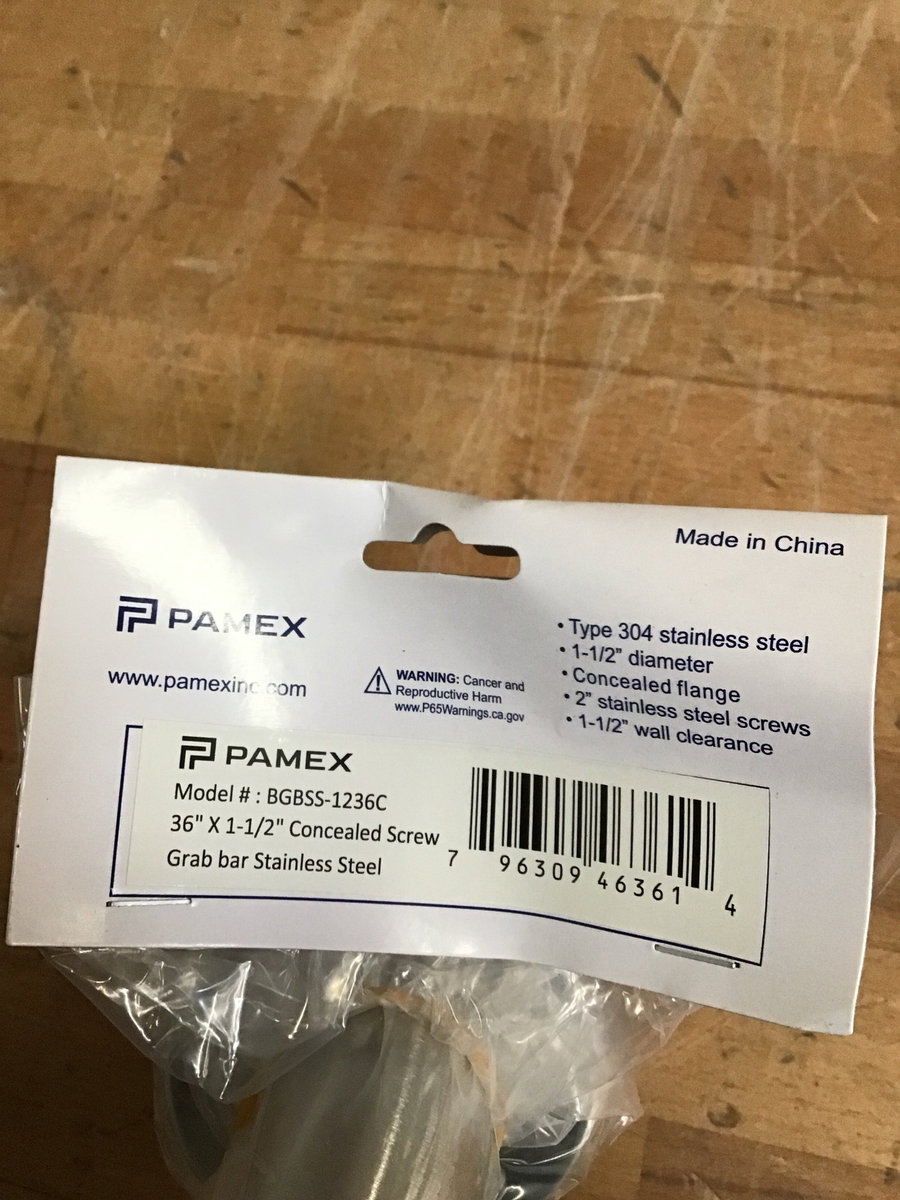 Made in China
PAMEX
www.pamexinc.com
WARNING: Cancer and
Reproductive Harm
www.P65Warnings.ca.gov
• Type 304 stainless steel
• 1-1/2" diameter
• Concealed flange
• 2" stainless steel screws
• 1-1/2" wall clearance
PAMEX
Model # : BGBSS-1236C
36" X 1-1/2" Concealed Screw
Grab bar Stainless Steel
7 96309 46361 4